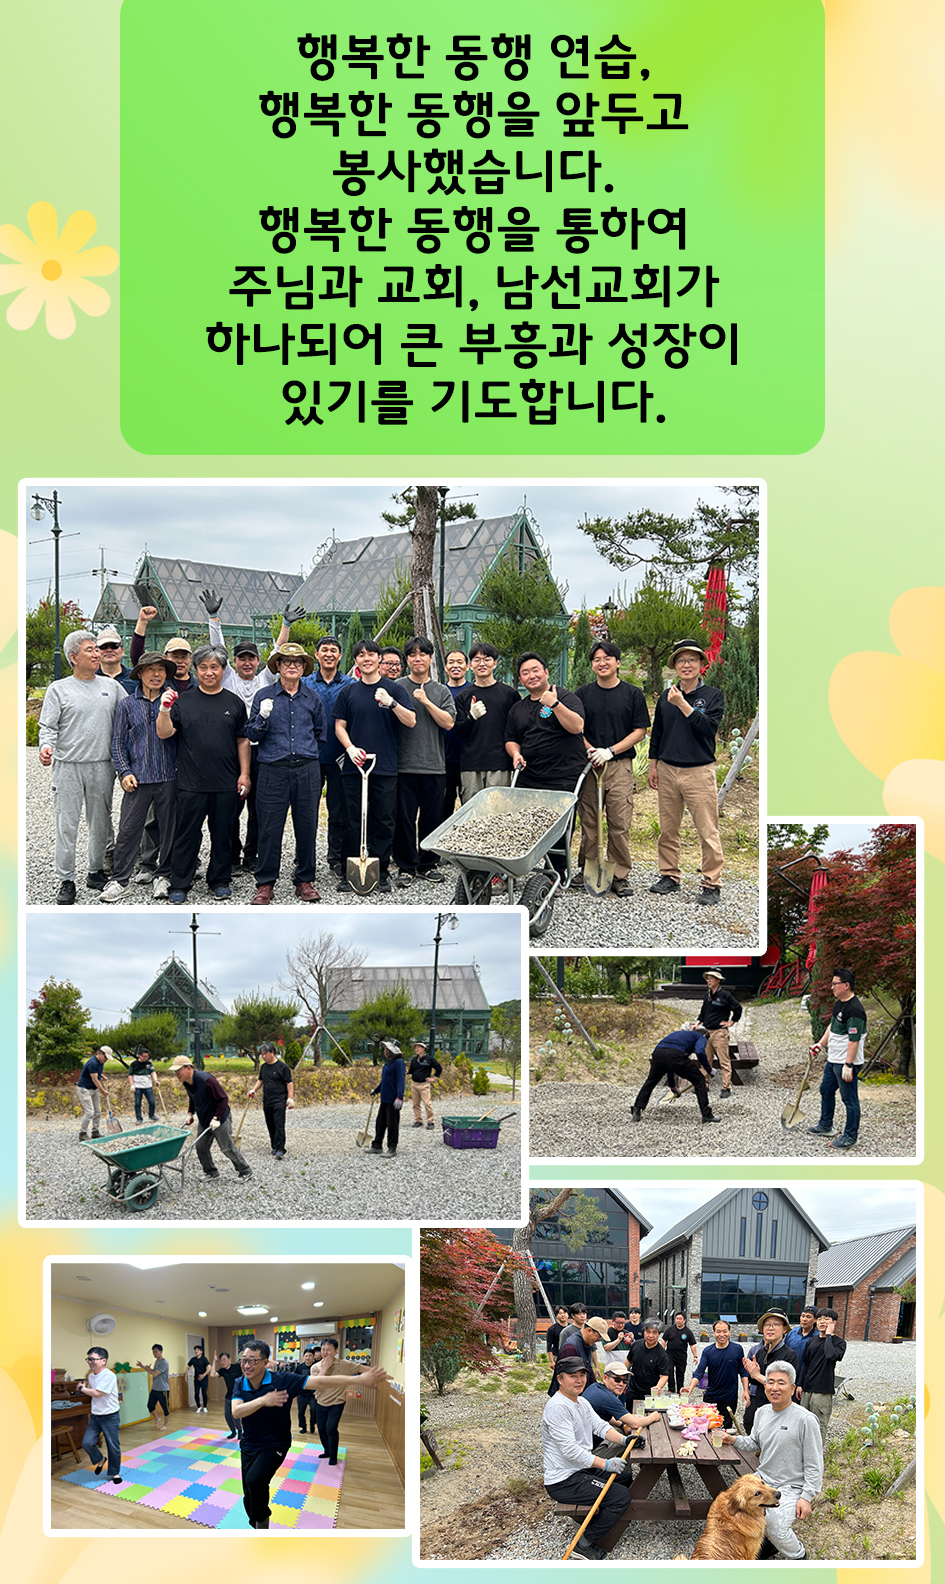 행복한 동행 연습,
행복한 동행을 앞두고
봉사했습니다.
행복한 동행을 통하여
주님과 교회, 남선교회가
하나되어 큰 부흥과 성장이
있기를 기도합니다.